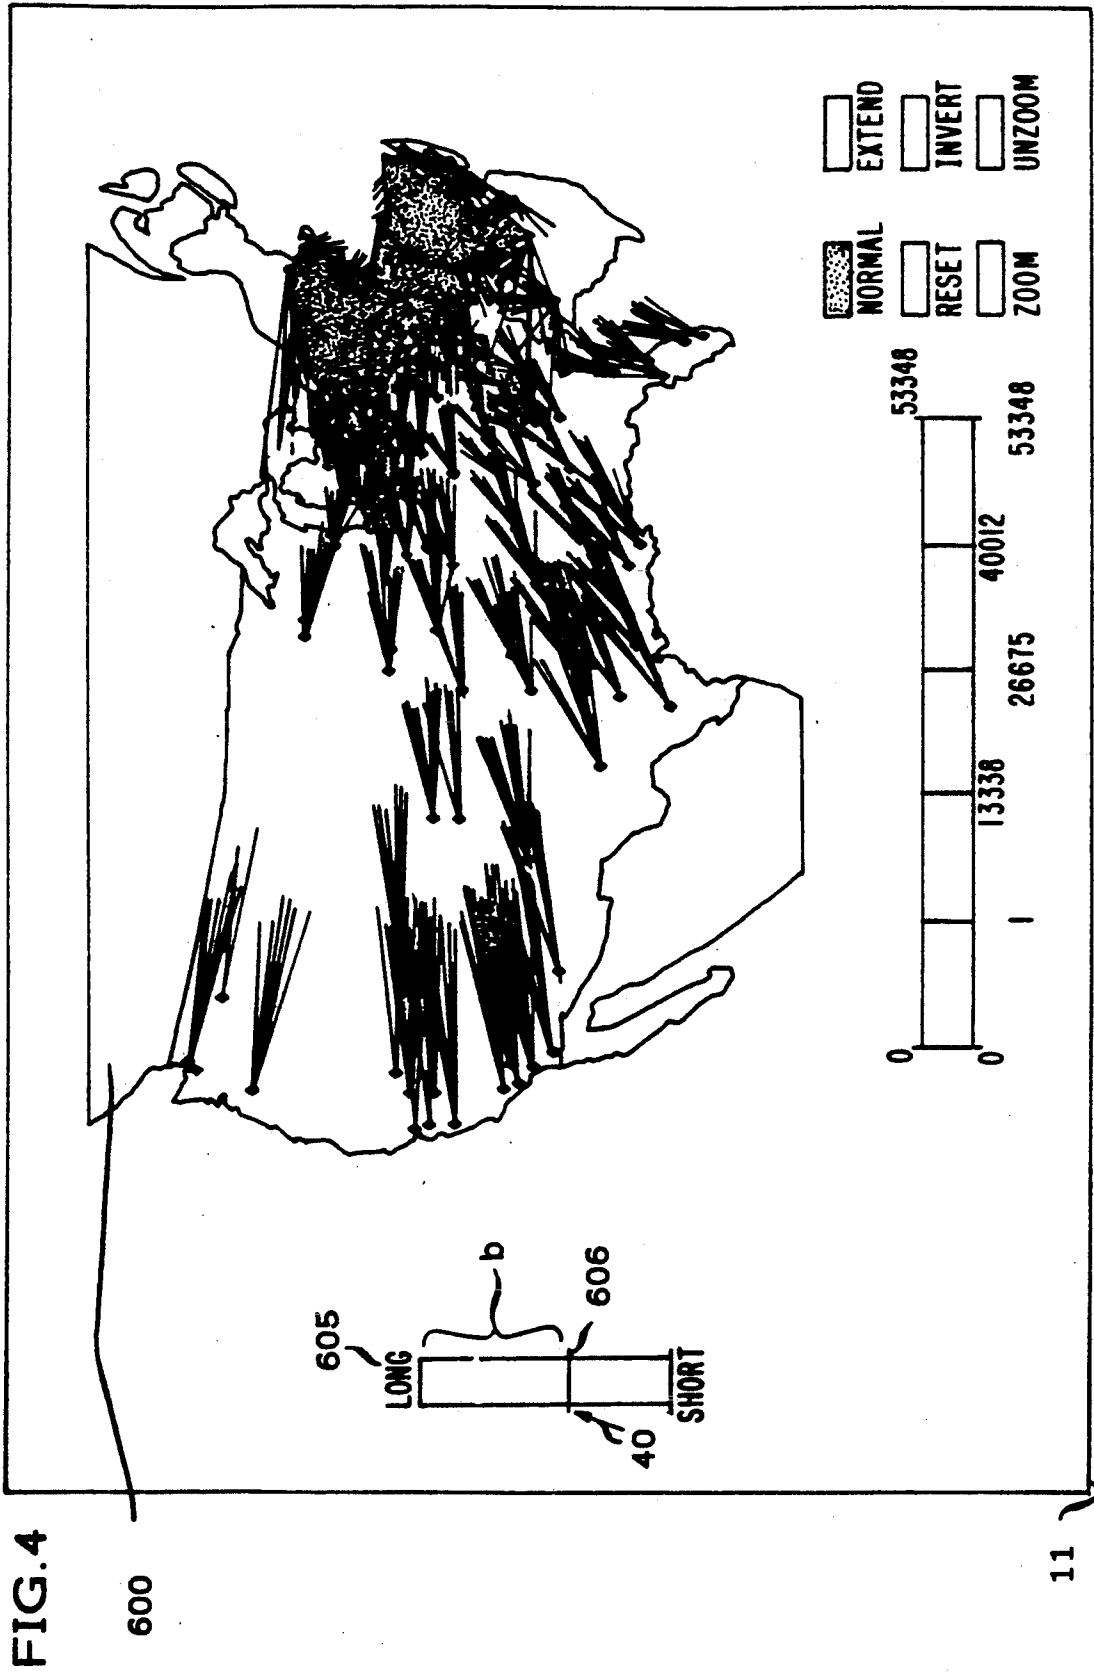 FIG.4
600
11
605
LONG
b
606
40
SHORT
0
53348
0
1
13338
26675
40012
53348
NORMAL
EXTEND
RESET
INVERT
ZOOM
UNZOOM